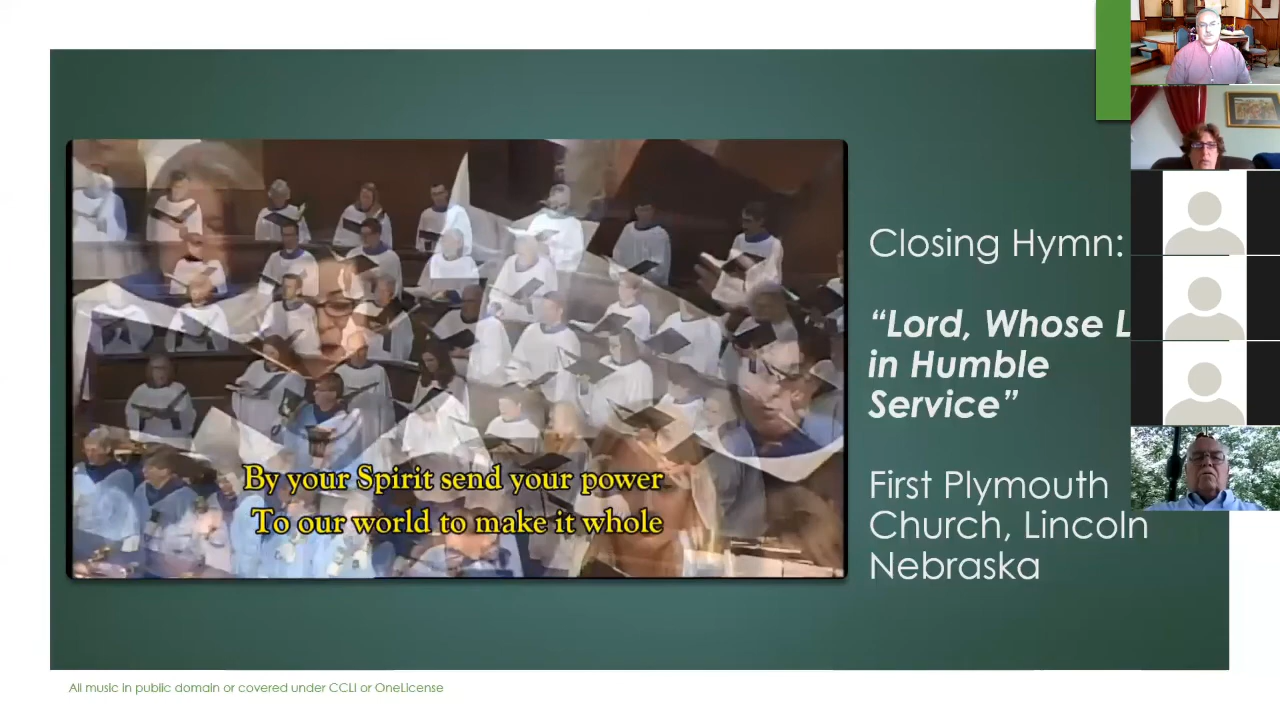 Closing Hymn:
“Lord, Whose L
in Humble
Service”
First Plymouth
Church, Lincoln
Nebraska
By your Spirit send your power
To our world to make it whole
All music in public domain or covered under CCLI or OneLicense